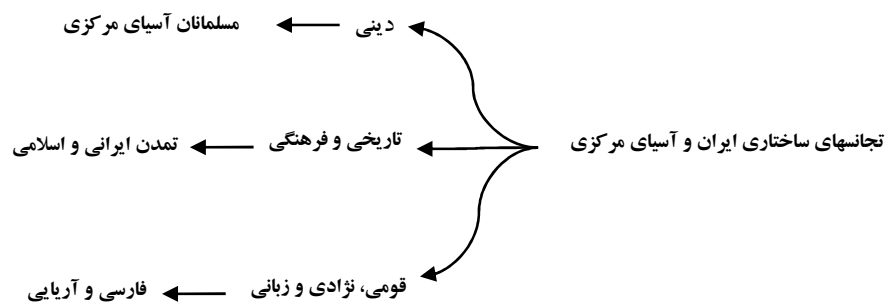 دینی
مسلمانان آسیای مرکزی
تجانسهای ساختاری ایران و آسیای مرکزی
تاریخی و فرهنگی
تمدن ایرانی و اسلامی
قومی، نژادی و زبانی
فارسی و آریایی